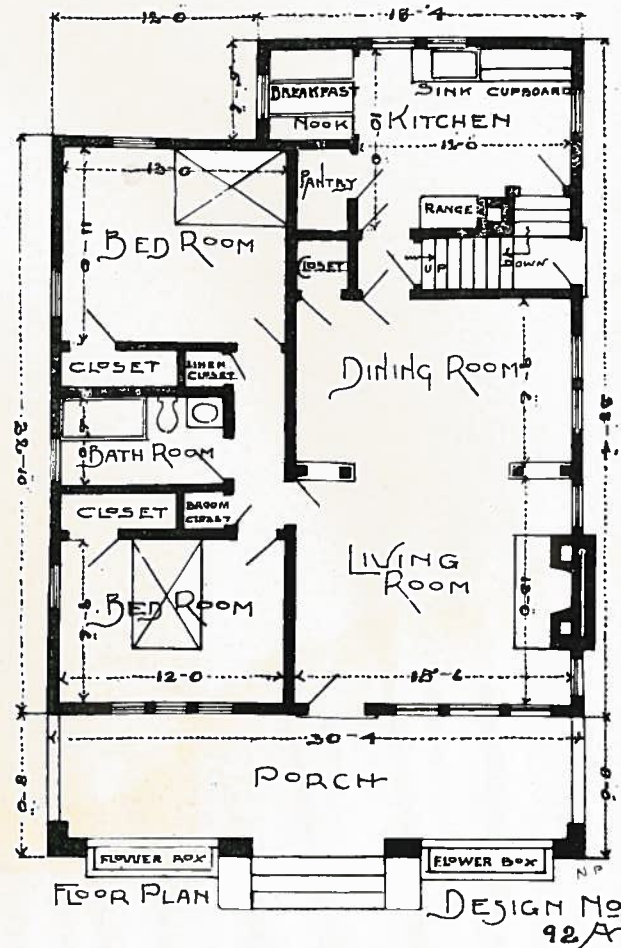 12-0
18-4
BREAKFAST
NOOK
SINK CUPBOARD
KITCHEN
12-0
PANTRY
13-0
BED ROOM
RANGE
CLOSET
UP
DOWN
CLOSET
LINEN
CLOSET
DINING ROOM
BATH ROOM
CLOSET
BROOM
CLOSET
LIVING
ROOM
BED ROOM
12-0
15-6
30-4
PORCH
8-0
8-0
FLOWER BOX
FLOWER BOX
NP
FLOOR PLAN
DESIGN NO
92A